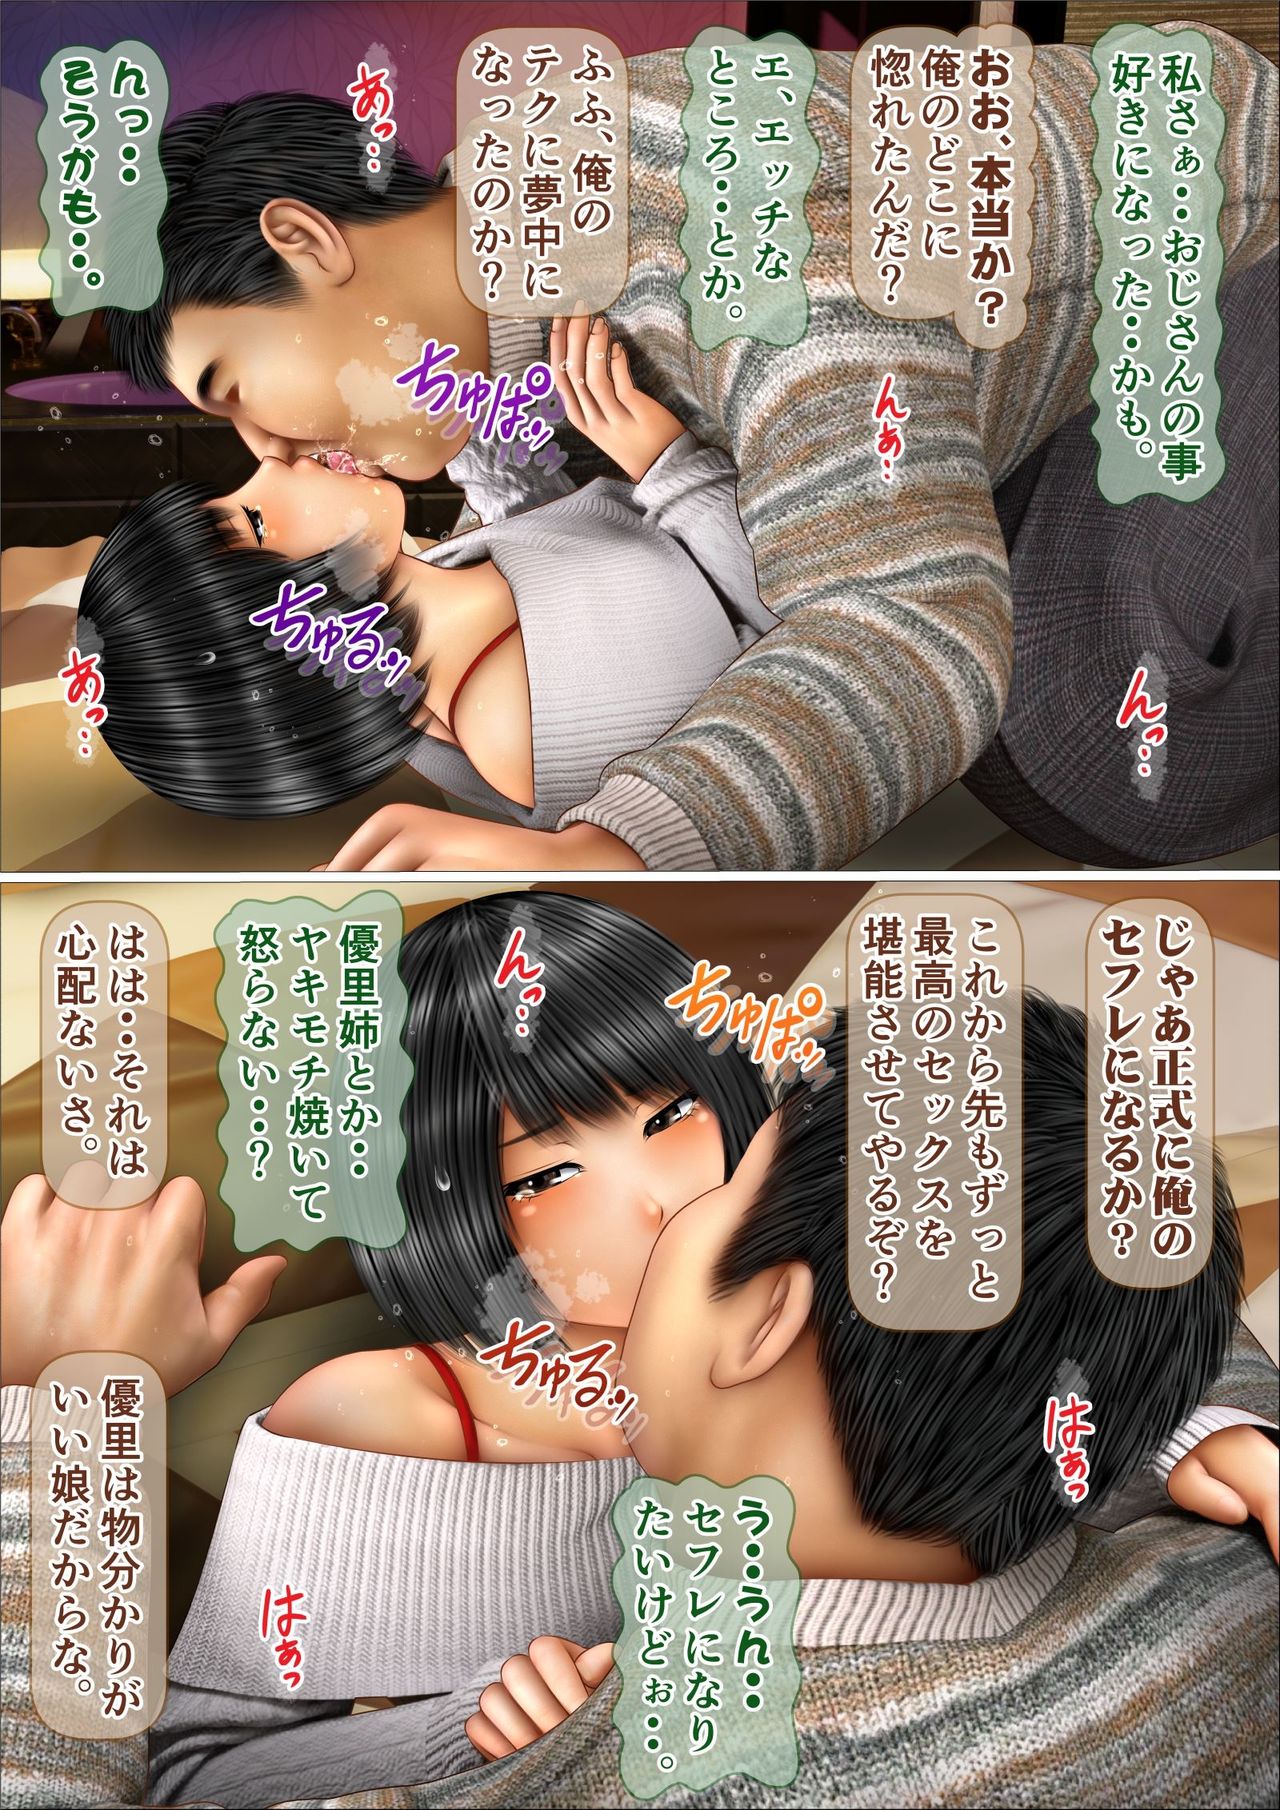 私さぁ・・おじさんの事
好きになった・・かも。
おお、本当か？
俺のどこに
惚れたんだ？
エ、エッチな
ところ・・とか。
ふふ、俺の
テクに夢中に
なったのか？
あっ…
んっ・・
そうかも・・。
んぁ…
ちゅぱッ
ちゅるッ
あっ…
んっ…
じゃあ正式に俺の
セフレになるか？
これから先もずっと
最高のセックスを
堪能させてやるぞ？
ちゅぱッ
んっ…
優里姉とか・・
ヤキモチ焼いて
怒らない・・？
はは・・それは
心配ないさ。
優里は物分かりが
いい娘だからな。
ちゅるッ
はぁっ
う・・うん・・
セフレになり
たいけどぉ・・。
はぁっ